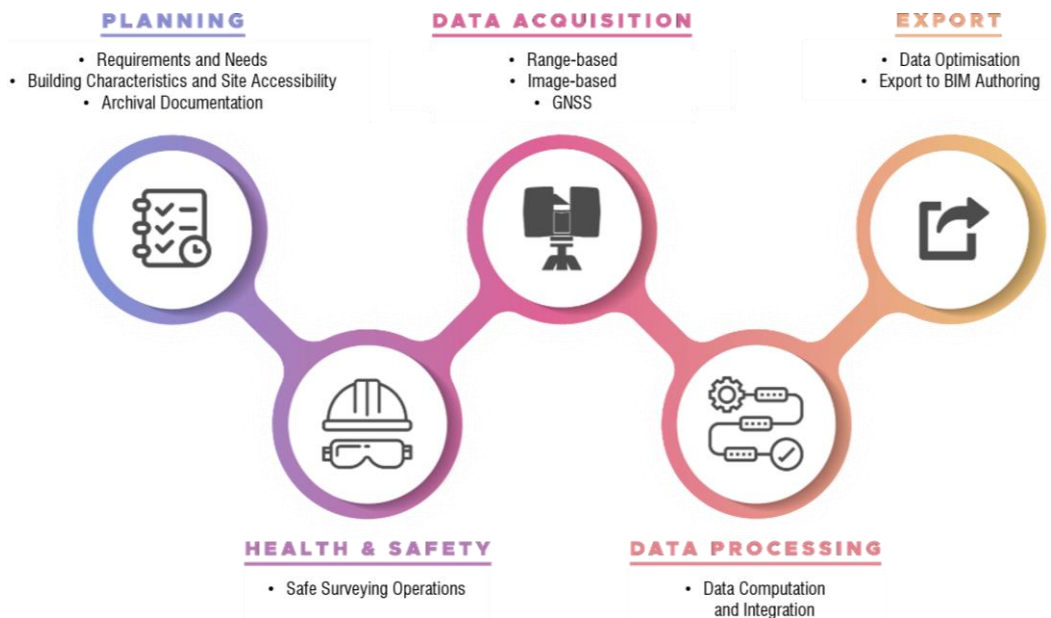 PLANNING
• Requirements and Needs
• Building Characteristics and Site Accessibility
• Archival Documentation
DATA ACQUISITION
• Range-based
• Image-based
• GNSS
EXPORT
• Data Optimisation
• Export to BIM Authoring
HEALTH & SAFETY
• Safe Surveying Operations
DATA PROCESSING
• Data Computation
and Integration